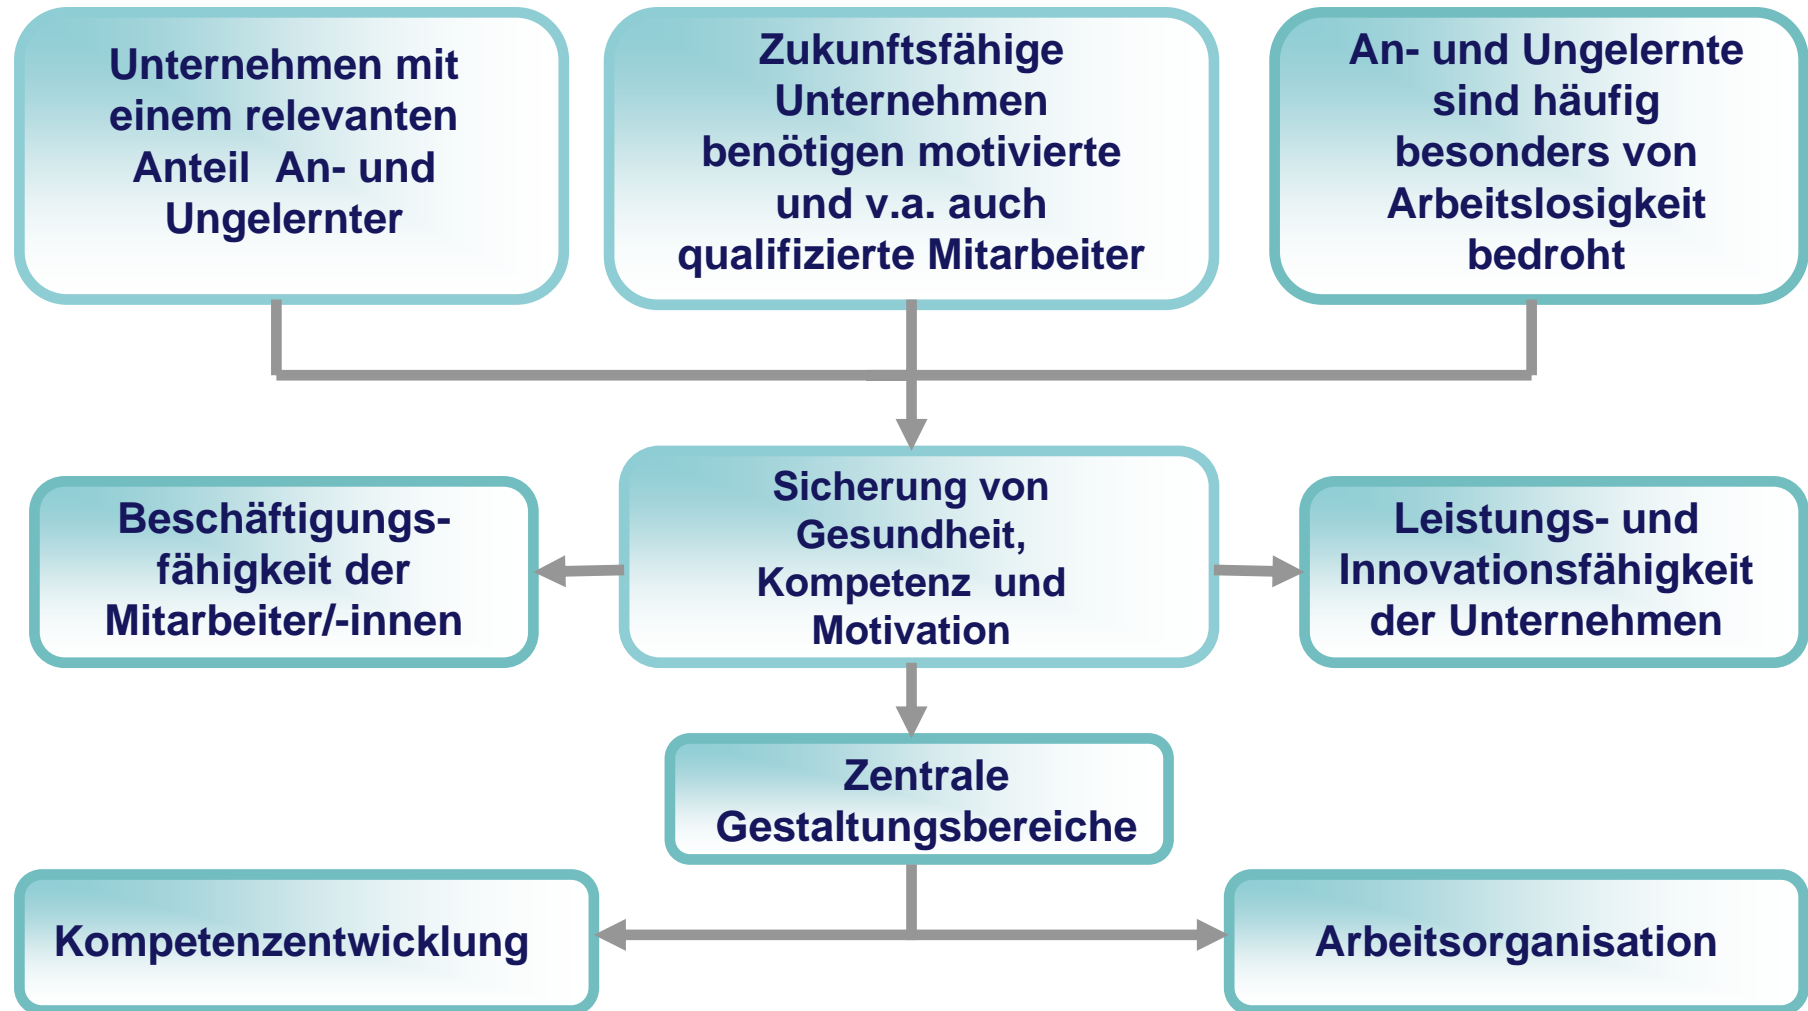 Unternehmen mit
einem relevanten
Anteil  An- und
Ungelernter
Zukunftsfähige
Unternehmen
benötigen motivierte
und v.a. auch
qualifizierte Mitarbeiter
An- und Ungelernte
sind häufig
besonders von
Arbeitslosigkeit
bedroht
Beschäftigungs-
fähigkeit der
Mitarbeiter/-innen
Sicherung von
Gesundheit,
Kompetenz  und
Motivation
Leistungs- und
Innovationsfähigkeit
der Unternehmen
Zentrale
Gestaltungsbereiche
Kompetenzentwicklung
Arbeitsorganisation